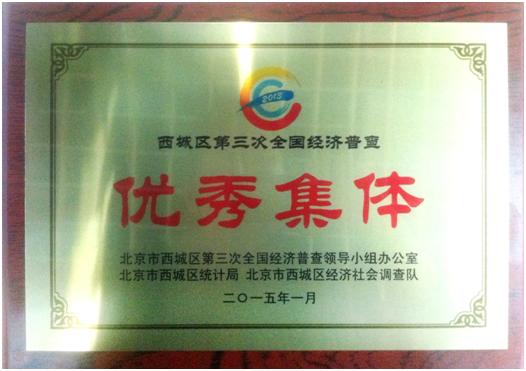 2013
西城区第三次全国经济普查
优秀集体
北京市西城区第三次全国经济普查领导小组办公室
北京市西城区统计局 北京市西城区经济社会调查队
二〇一五年一月